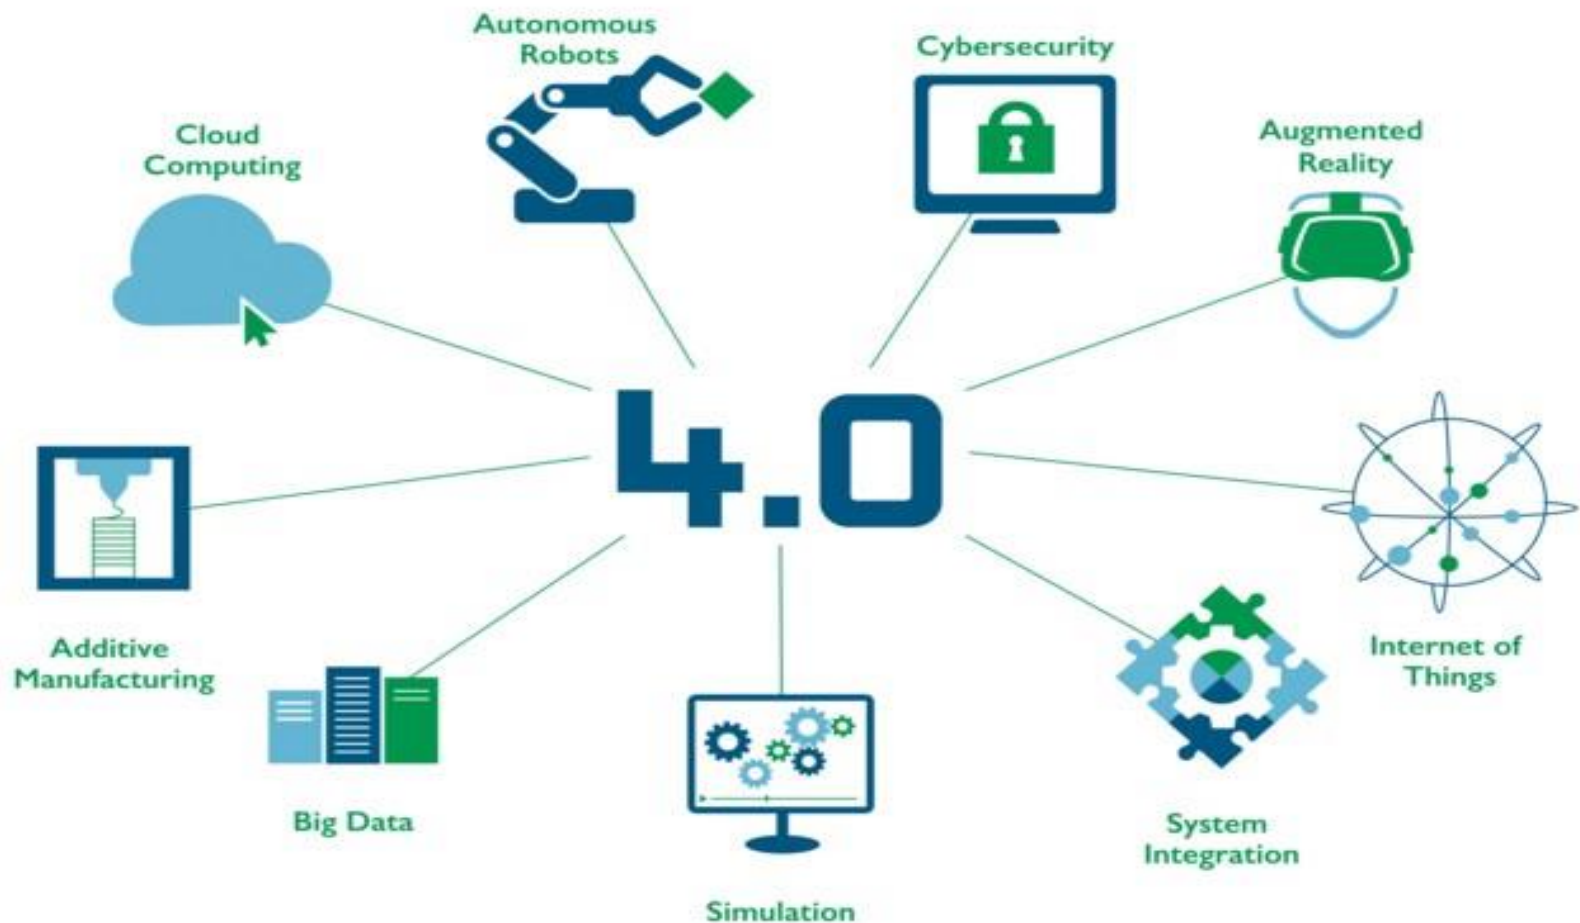 Autonomous
Robots
Cybersecurity
Cloud
Computing
Augmented
Reality
4.0
Additive
Manufacturing
Internet of
Things
Big Data
System
Integration
Simulation